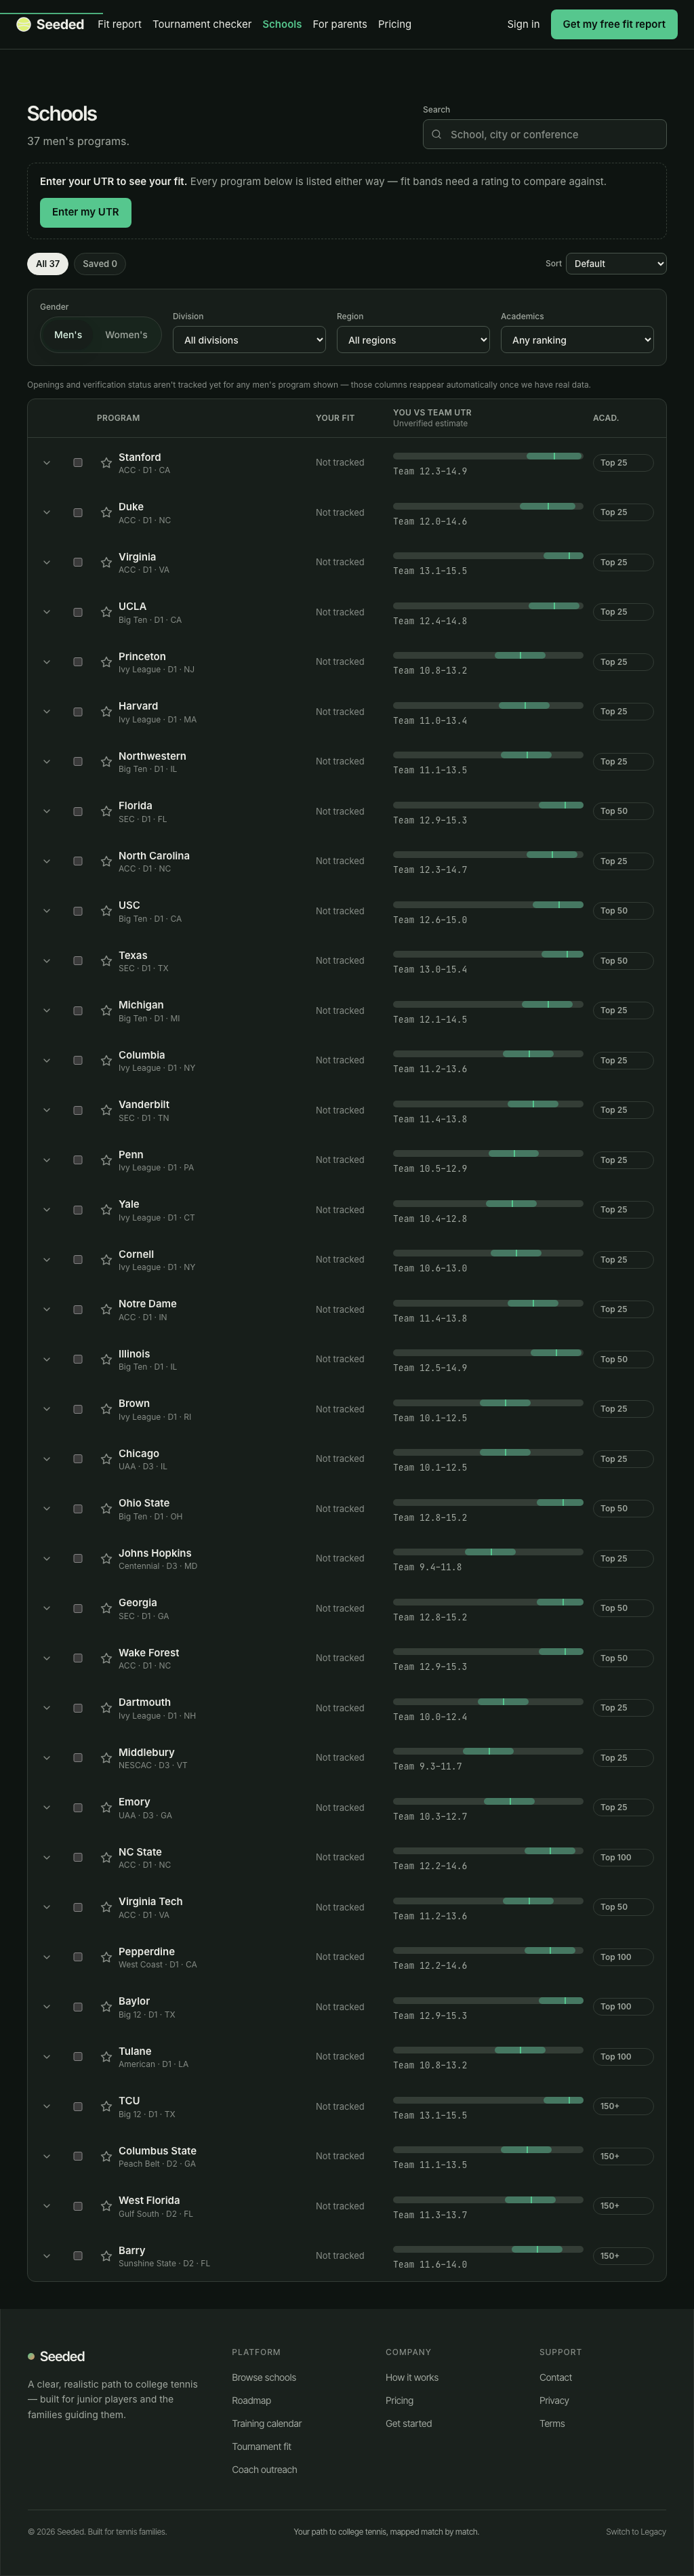 Seeded
Fit report
Tournament checker
Schools
For parents
Pricing
Sign in
Get my free fit report
Schools
37 men's programs.
Search
School, city or conference
Enter your UTR to see your fit. Every program below is listed either way — fit bands need a rating to compare against.
Enter my UTR
All 37
Saved 0
Sort
Default
Gender
Men's
Women's
Division
All divisions
Region
All regions
Academics
Any ranking
Openings and verification status aren't tracked yet for any men's program shown — those columns reappear automatically once we have real data.
PROGRAM
YOUR FIT
YOU VS TEAM UTR
Unverified estimate
ACAD.
Stanford
ACC · D1 · CA
Not tracked
Team 12.3–14.9
Top 25
Duke
ACC · D1 · NC
Not tracked
Team 12.0–14.6
Top 25
Virginia
ACC · D1 · VA
Not tracked
Team 13.1–15.5
Top 25
UCLA
Big Ten · D1 · CA
Not tracked
Team 12.4–14.8
Top 25
Princeton
Ivy League · D1 · NJ
Not tracked
Team 10.8–13.2
Top 25
Harvard
Ivy League · D1 · MA
Not tracked
Team 11.0–13.4
Top 25
Northwestern
Big Ten · D1 · IL
Not tracked
Team 11.1–13.5
Top 25
Florida
SEC · D1 · FL
Not tracked
Team 12.9–15.3
Top 50
North Carolina
ACC · D1 · NC
Not tracked
Team 12.3–14.7
Top 25
USC
Big Ten · D1 · CA
Not tracked
Team 12.6–15.0
Top 50
Texas
SEC · D1 · TX
Not tracked
Team 13.0–15.4
Top 50
Michigan
Big Ten · D1 · MI
Not tracked
Team 12.1–14.5
Top 25
Columbia
Ivy League · D1 · NY
Not tracked
Team 11.2–13.6
Top 25
Vanderbilt
SEC · D1 · TN
Not tracked
Team 11.4–13.8
Top 25
Penn
Ivy League · D1 · PA
Not tracked
Team 10.5–12.9
Top 25
Yale
Ivy League · D1 · CT
Not tracked
Team 10.4–12.8
Top 25
Cornell
Ivy League · D1 · NY
Not tracked
Team 10.6–13.0
Top 25
Notre Dame
ACC · D1 · IN
Not tracked
Team 11.4–13.8
Top 25
Illinois
Big Ten · D1 · IL
Not tracked
Team 12.5–14.9
Top 50
Brown
Ivy League · D1 · RI
Not tracked
Team 10.1–12.5
Top 25
Chicago
UAA · D3 · IL
Not tracked
Team 10.1–12.5
Top 25
Ohio State
Big Ten · D1 · OH
Not tracked
Team 12.8–15.2
Top 50
Johns Hopkins
Centennial · D3 · MD
Not tracked
Team 9.4–11.8
Top 25
Georgia
SEC · D1 · GA
Not tracked
Team 12.8–15.2
Top 50
Wake Forest
ACC · D1 · NC
Not tracked
Team 12.9–15.3
Top 50
Dartmouth
Ivy League · D1 · NH
Not tracked
Team 10.0–12.4
Top 25
Middlebury
NESCAC · D3 · VT
Not tracked
Team 9.3–11.7
Top 25
Emory
UAA · D3 · GA
Not tracked
Team 10.3–12.7
Top 25
NC State
ACC · D1 · NC
Not tracked
Team 12.2–14.6
Top 100
Virginia Tech
ACC · D1 · VA
Not tracked
Team 11.2–13.6
Top 50
Pepperdine
West Coast · D1 · CA
Not tracked
Team 12.2–14.6
Top 100
Baylor
Big 12 · D1 · TX
Not tracked
Team 12.9–15.3
Top 100
Tulane
American · D1 · LA
Not tracked
Team 10.8–13.2
Top 100
TCU
Big 12 · D1 · TX
Not tracked
Team 13.1–15.5
150+
Columbus State
Peach Belt · D2 · GA
Not tracked
Team 11.1–13.5
150+
West Florida
Gulf South · D2 · FL
Not tracked
Team 11.3–13.7
150+
Barry
Sunshine State · D2 · FL
Not tracked
Team 11.6–14.0
150+
Seeded
A clear, realistic path to college tennis
— built for junior players and the
families guiding them.
PLATFORM
Browse schools
Roadmap
Training calendar
Tournament fit
Coach outreach
COMPANY
How it works
Pricing
Get started
SUPPORT
Contact
Privacy
Terms
© 2026 Seeded. Built for tennis families.
Your path to college tennis, mapped match by match.
Switch to Legacy